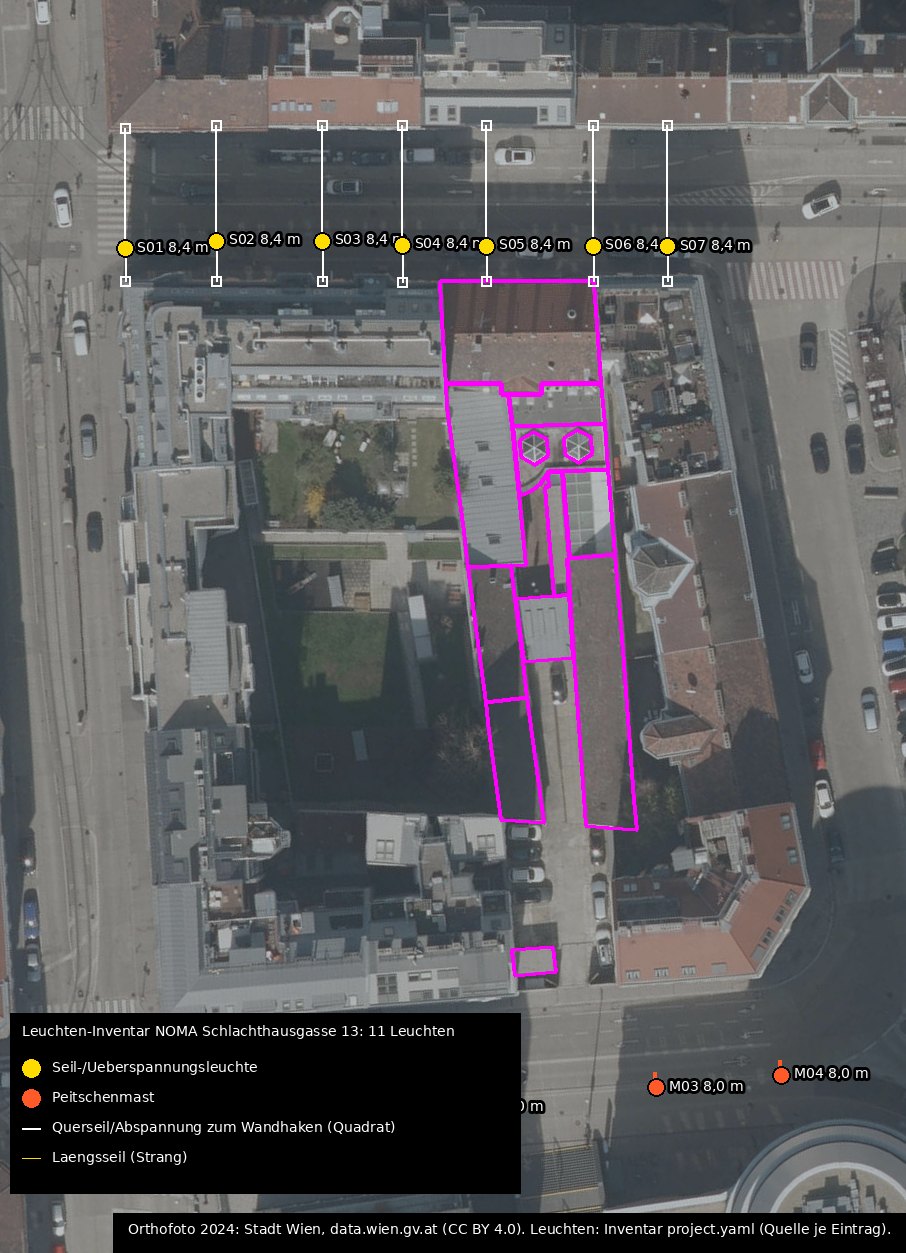 S01 8,4 m
S02 8,4 m
S03 8,4
S04 8,4
S05 8,4 m
S06 8,4
S07 8,4 m
Leuchten-Inventar NOMA Schlachthausgasse 13: 11 Leuchten
Seil-/Ueberspannungsleuchte
Peitschenmast
Querseil/Abspannung zum Wandhaken (Quadrat)
Laengsseil (Strang)
M03 8,0 m
M04 8,0 m
m
Orthofoto 2024: Stadt Wien, data.wien.gv.at (CC BY 4.0). Leuchten: Inventar project.yaml (Quelle je Eintrag).